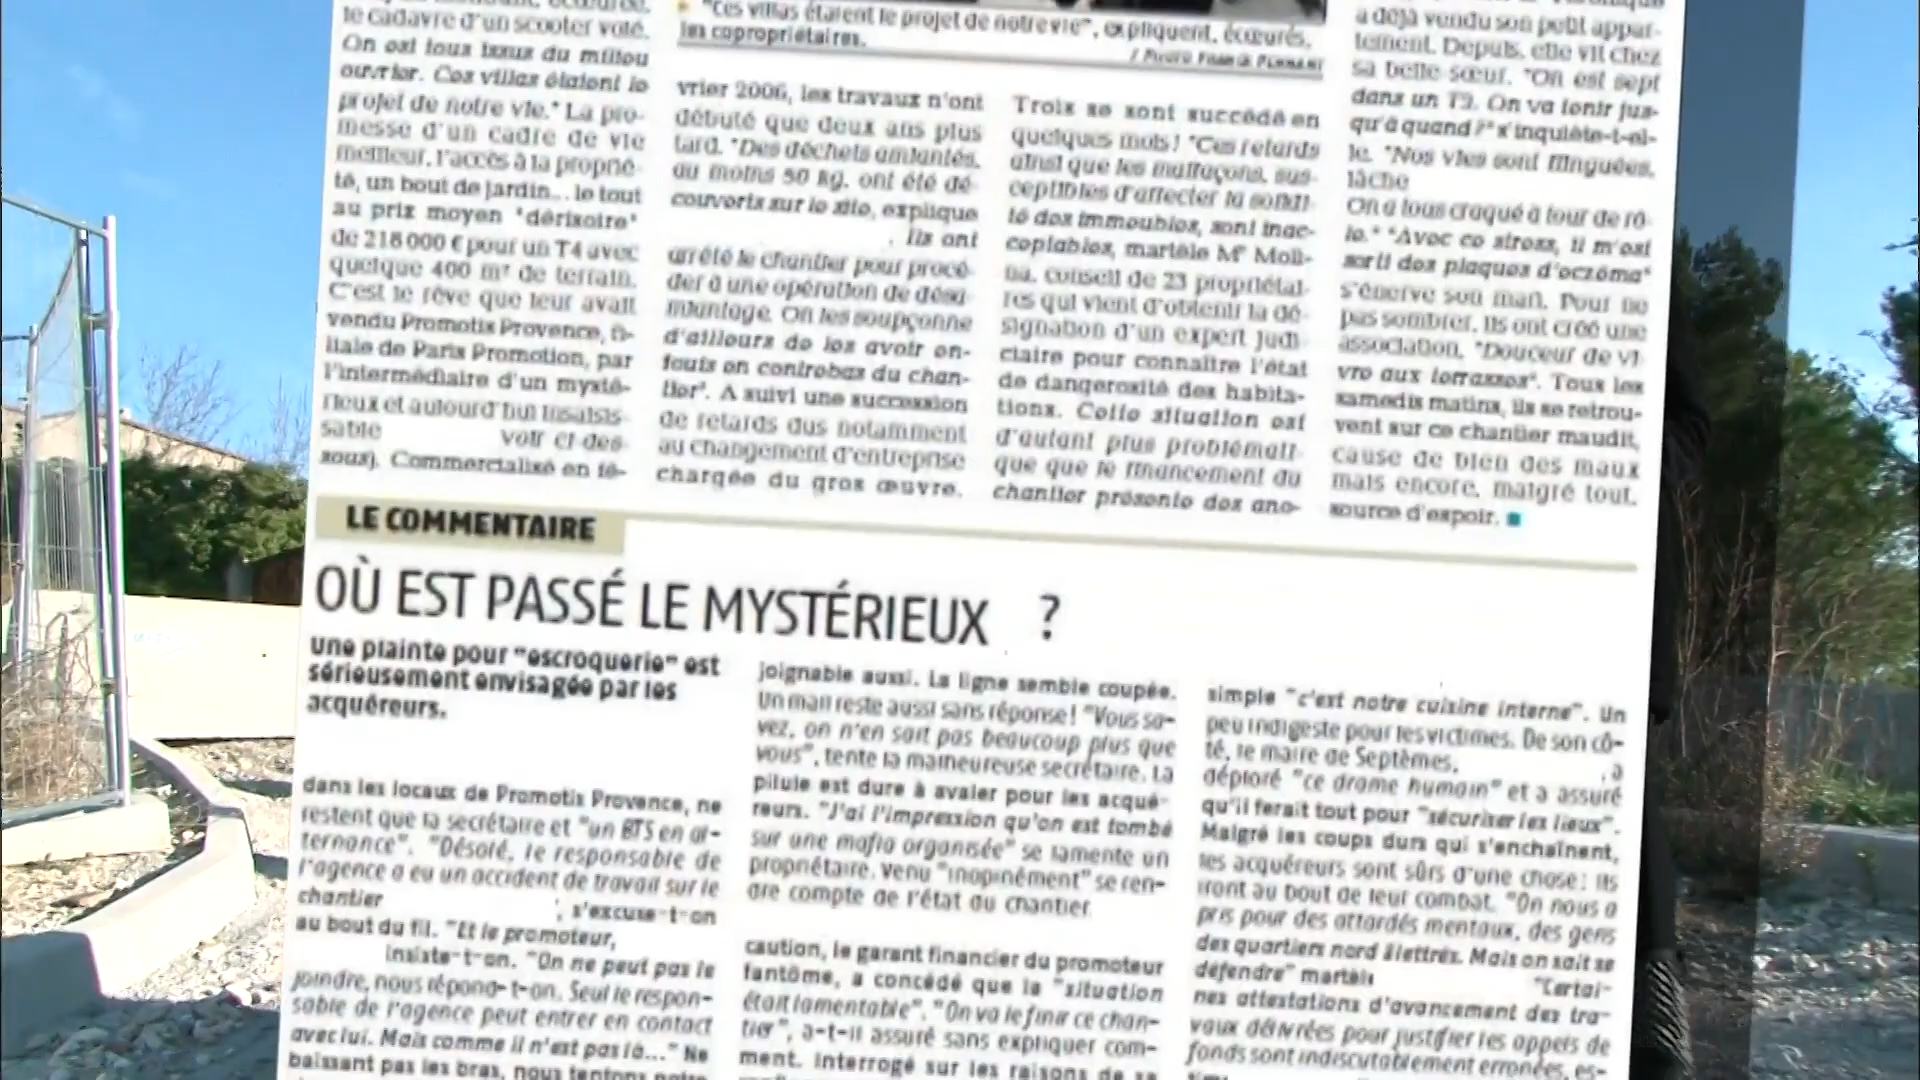 le cadavre d'un scooter volé.
On est tous issus du milieu
ouvrier. Ces villas étaient le
projet de notre vie." La pro-
messe d'un cadre de vie
meilleur, l'accès à la proprié-
té, un bout de jardin... le tout
au prix moyen "dérisoire"
de 218 000 € pour un T4 avec
quelque 400 m² de terrain.
C'est le rêve que leur avait
vendu Promotis Provence, fi-
liale de Paris Promotion, par
l'intermédiaire d'un mysté-
rieux et aujourd'hui insaisis-
sable voir ci-des-
sous). Commercialisé en fé-
"Ces villas étaient le projet de notre vie", expliquent, écœurés,
les copropriétaires.
/ PHOTO FRANCK PENNANT
vrier 2006, les travaux n'ont
débuté que deux ans plus
tard. "Des déchets amiantés,
au moins 50 kg, ont été dé-
couverts sur le site, explique
. Ils ont
arrêté le chantier pour procé-
der à une opération de désa-
miantage. On les soupçonne
d'ailleurs de les avoir en-
fouis en contrebas du chan-
tier". A suivi une succession
de retards dus notamment
au changement d'entreprise
chargée du gros œuvre.
Trois se sont succédé en
quelques mois ! "Ces retards
ainsi que les malfaçons, sus-
ceptibles d'affecter la solidi-
té des immeubles, sont inac-
ceptables, martèle Me Moli-
na, conseil de 23 propriétai-
res qui vient d'obtenir la dé-
signation d'un expert judi-
ciaire pour connaître l'état
de dangerosité des habita-
tions. Cette situation est
d'autant plus problémati-
que que le financement du
chantier présente des ano-
a déjà vendu son petit appar-
tement. Depuis, elle vit chez
sa belle-sœur. "On est sept
dans un T3. On va tenir jus-
qu'à quand ?" s'inquiète-t-el-
le. "Nos vies sont flinguées,
lâche
On a tous craqué à tour de rô-
le." "Avec ce stress, il m'est
sorti des plaques d'eczéma"
s'énerve son mari. Pour ne
pas sombrer, ils ont créé une
association, "Douceur de vi-
vre aux terrasses". Tous les
samedis matins, ils se retrou-
vent sur ce chantier maudit,
cause de bien des maux
mais encore, malgré tout,
source d'espoir.
LE COMMENTAIRE
OÙ EST PASSÉ LE MYSTÉRIEUX ?
Une plainte pour "escroquerie" est
sérieusement envisagée par les
acquéreurs.
dans les locaux de Promotis Provence, ne
restent que la secrétaire et "un BTS en al-
ternance". "Désolé, le responsable de
l'agence a eu un accident de travail sur le
chantier ', s'excuse-t-on
au bout du fil. "Et le promoteur,
insiste-t-on. "On ne peut pas le
joindre, nous répond-t-on. Seul le respon-
sable de l'agence peut entrer en contact
avec lui. Mais comme il n'est pas là..." Ne
baissant pas les bras, nous tentons notre
joignable aussi. La ligne semble coupée.
Un mail reste aussi sans réponse ! "Vous sa-
vez, on n'en sait pas beaucoup plus que
vous", tente la malheureuse secrétaire. La
pilule est dure à avaler pour les acqué-
reurs. "J'ai l'impression qu'on est tombé
sur une mafia organisée" se lamente un
propriétaire. Venu "inopinément" se ren-
dre compte de l'état du chantier
caution, le garant financier du promoteur
fantôme, a concédé que la "situation
était lamentable". "On va le finir ce chan-
tier", a-t-il assuré sans expliquer com-
ment. Interrogé sur les raisons de sa
simple "c'est notre cuisine interne". Un
peu indigeste pour les victimes. De son cô-
té, le maire de Septèmes, , a
déploré "ce drame humain" et a assuré
qu'il ferait tout pour "sécuriser les lieux".
Malgré les coups durs qui s'enchaînent,
les acquéreurs sont sûrs d'une chose : ils
iront au bout de leur combat. "On nous a
pris pour des attardés mentaux, des gens
des quartiers nord illettrés. Mais on sait se
défendre" martèle "Certai-
nes attestations d'avancement des tra-
vaux délivrées pour justifier les appels de
fonds sont indiscutablement erronées, es-